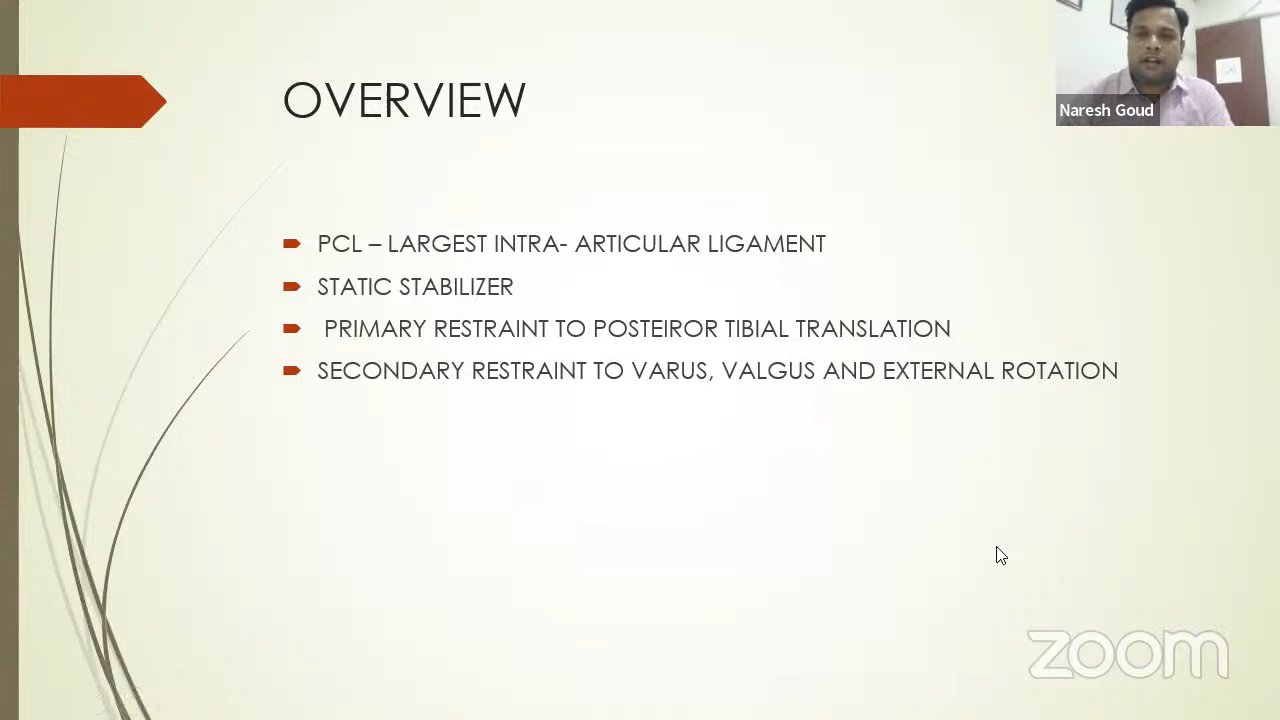 OVERVIEW
Naresh Goud
PCL – LARGEST INTRA- ARTICULAR LIGAMENT
STATIC STABILIZER
PRIMARY RESTRAINT TO POSTEIROR TIBIAL TRANSLATION
SECONDARY RESTRAINT TO VARUS, VALGUS AND EXTERNAL ROTATION
zoom